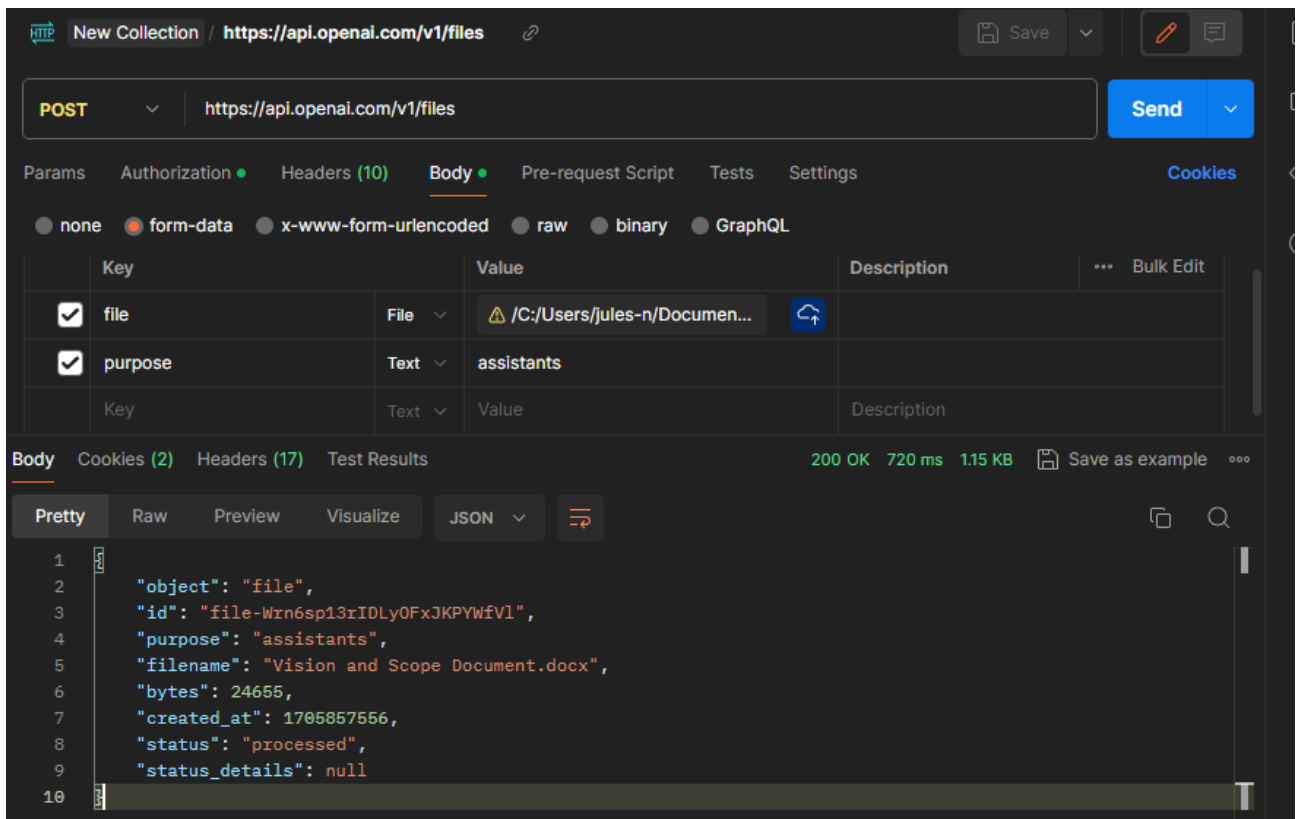 HTTP New Collection / https://api.openai.com/v1/files Save
POST https://api.openai.com/v1/files Send
Params Authorization Headers (10) Body Pre-request Script Tests Settings Cookies
none form-data x-www-form-urlencoded raw binary GraphQL
Key Value Description ••• Bulk Edit
file File /C:/Users/jules-n/Documen...
purpose Text assistants
Key Text Value Description
Body Cookies (2) Headers (17) Test Results 200 OK 720 ms 1.15 KB Save as example
Pretty Raw Preview Visualize JSON
1 {
2 "object": "file",
3 "id": "file-Wrn6sp13rIDLyOFxJKPYWfVl",
4 "purpose": "assistants",
5 "filename": "Vision and Scope Document.docx",
6 "bytes": 24655,
7 "created_at": 1705857556,
8 "status": "processed",
9 "status_details": null
10 }